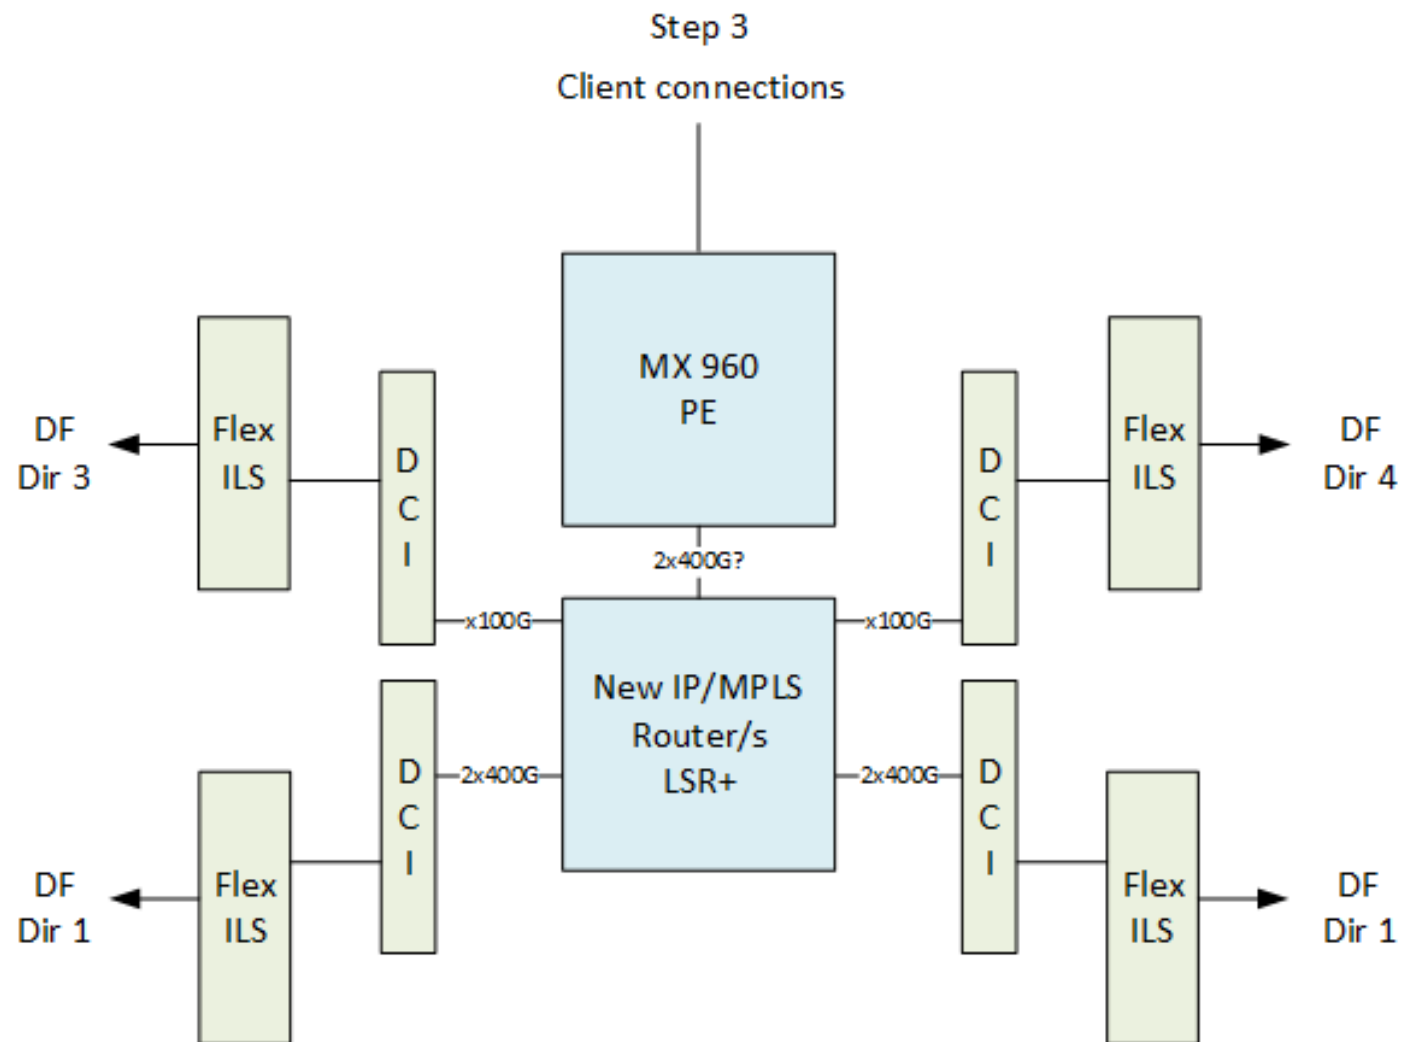 Step 3
Client connections
MX 960
PE
DF
Dir 3
Flex
ILS
D
C
I
D
C
I
Flex
ILS
DF
Dir 4
2x400G?
x100G
x100G
New IP/MPLS
Router/s
LSR+
2x400G
2x400G
DF
Dir 1
Flex
ILS
D
C
I
D
C
I
Flex
ILS
DF
Dir 1